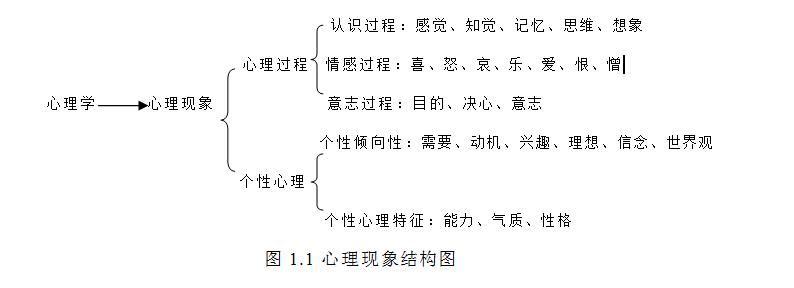 认识过程：感觉、知觉、记忆、思维、想象
心理过程
情感过程：喜、怒、哀、乐、爱、恨、憎
心理学
心理现象
意志过程：目的、决心、意志
个性倾向性：需要、动机、兴趣、理想、信念、世界观
个性心理
个性心理特征：能力、气质、性格
图 1.1 心理现象结构图